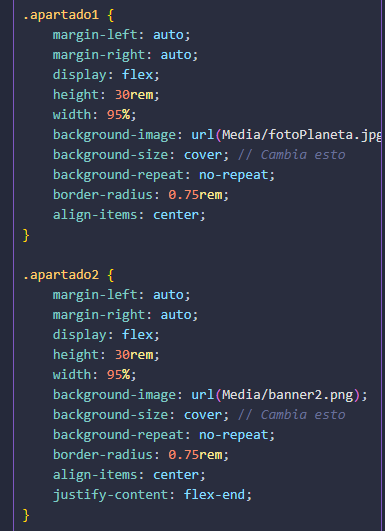 .apartado1 {
margin-left: auto;
margin-right: auto;
display: flex;
height: 30rem;
width: 95%;
background-image: url(Media/fotoPlaneta.jpg
background-size: cover; // Cambia esto
background-repeat: no-repeat;
border-radius: 0.75rem;
align-items: center;
}
.apartado2 {
margin-left: auto;
margin-right: auto;
display: flex;
height: 30rem;
width: 95%;
background-image: url(Media/banner2.png);
background-size: cover; // Cambia esto
background-repeat: no-repeat;
border-radius: 0.75rem;
align-items: center;
justify-content: flex-end;
}